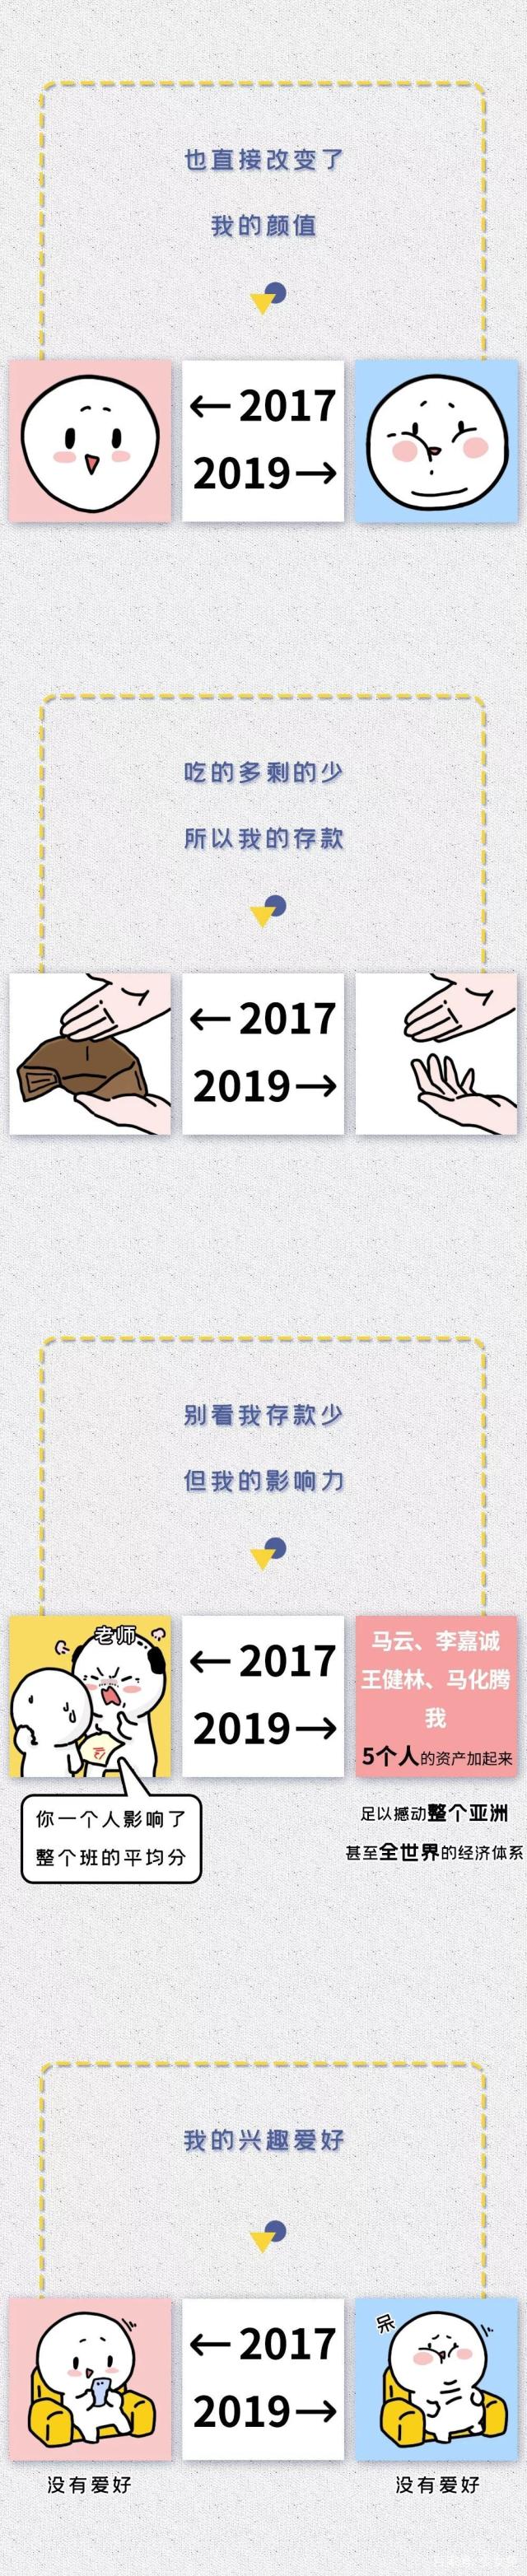 也直接改变了
我的颜值
←2017
2019→
吃的多剩的少
所以我的存款
←2017
2019→
别看我存款少
但我的影响力
老师
←2017
2019→
马云、李嘉诚
王健林、马化腾
我
5个人的资产加起来
你一个人影响了
整个班的平均分
足以撼动整个亚洲
甚至全世界的经济体系
我的兴趣爱好
←2017
2019→
呆
没有爱好
没有爱好